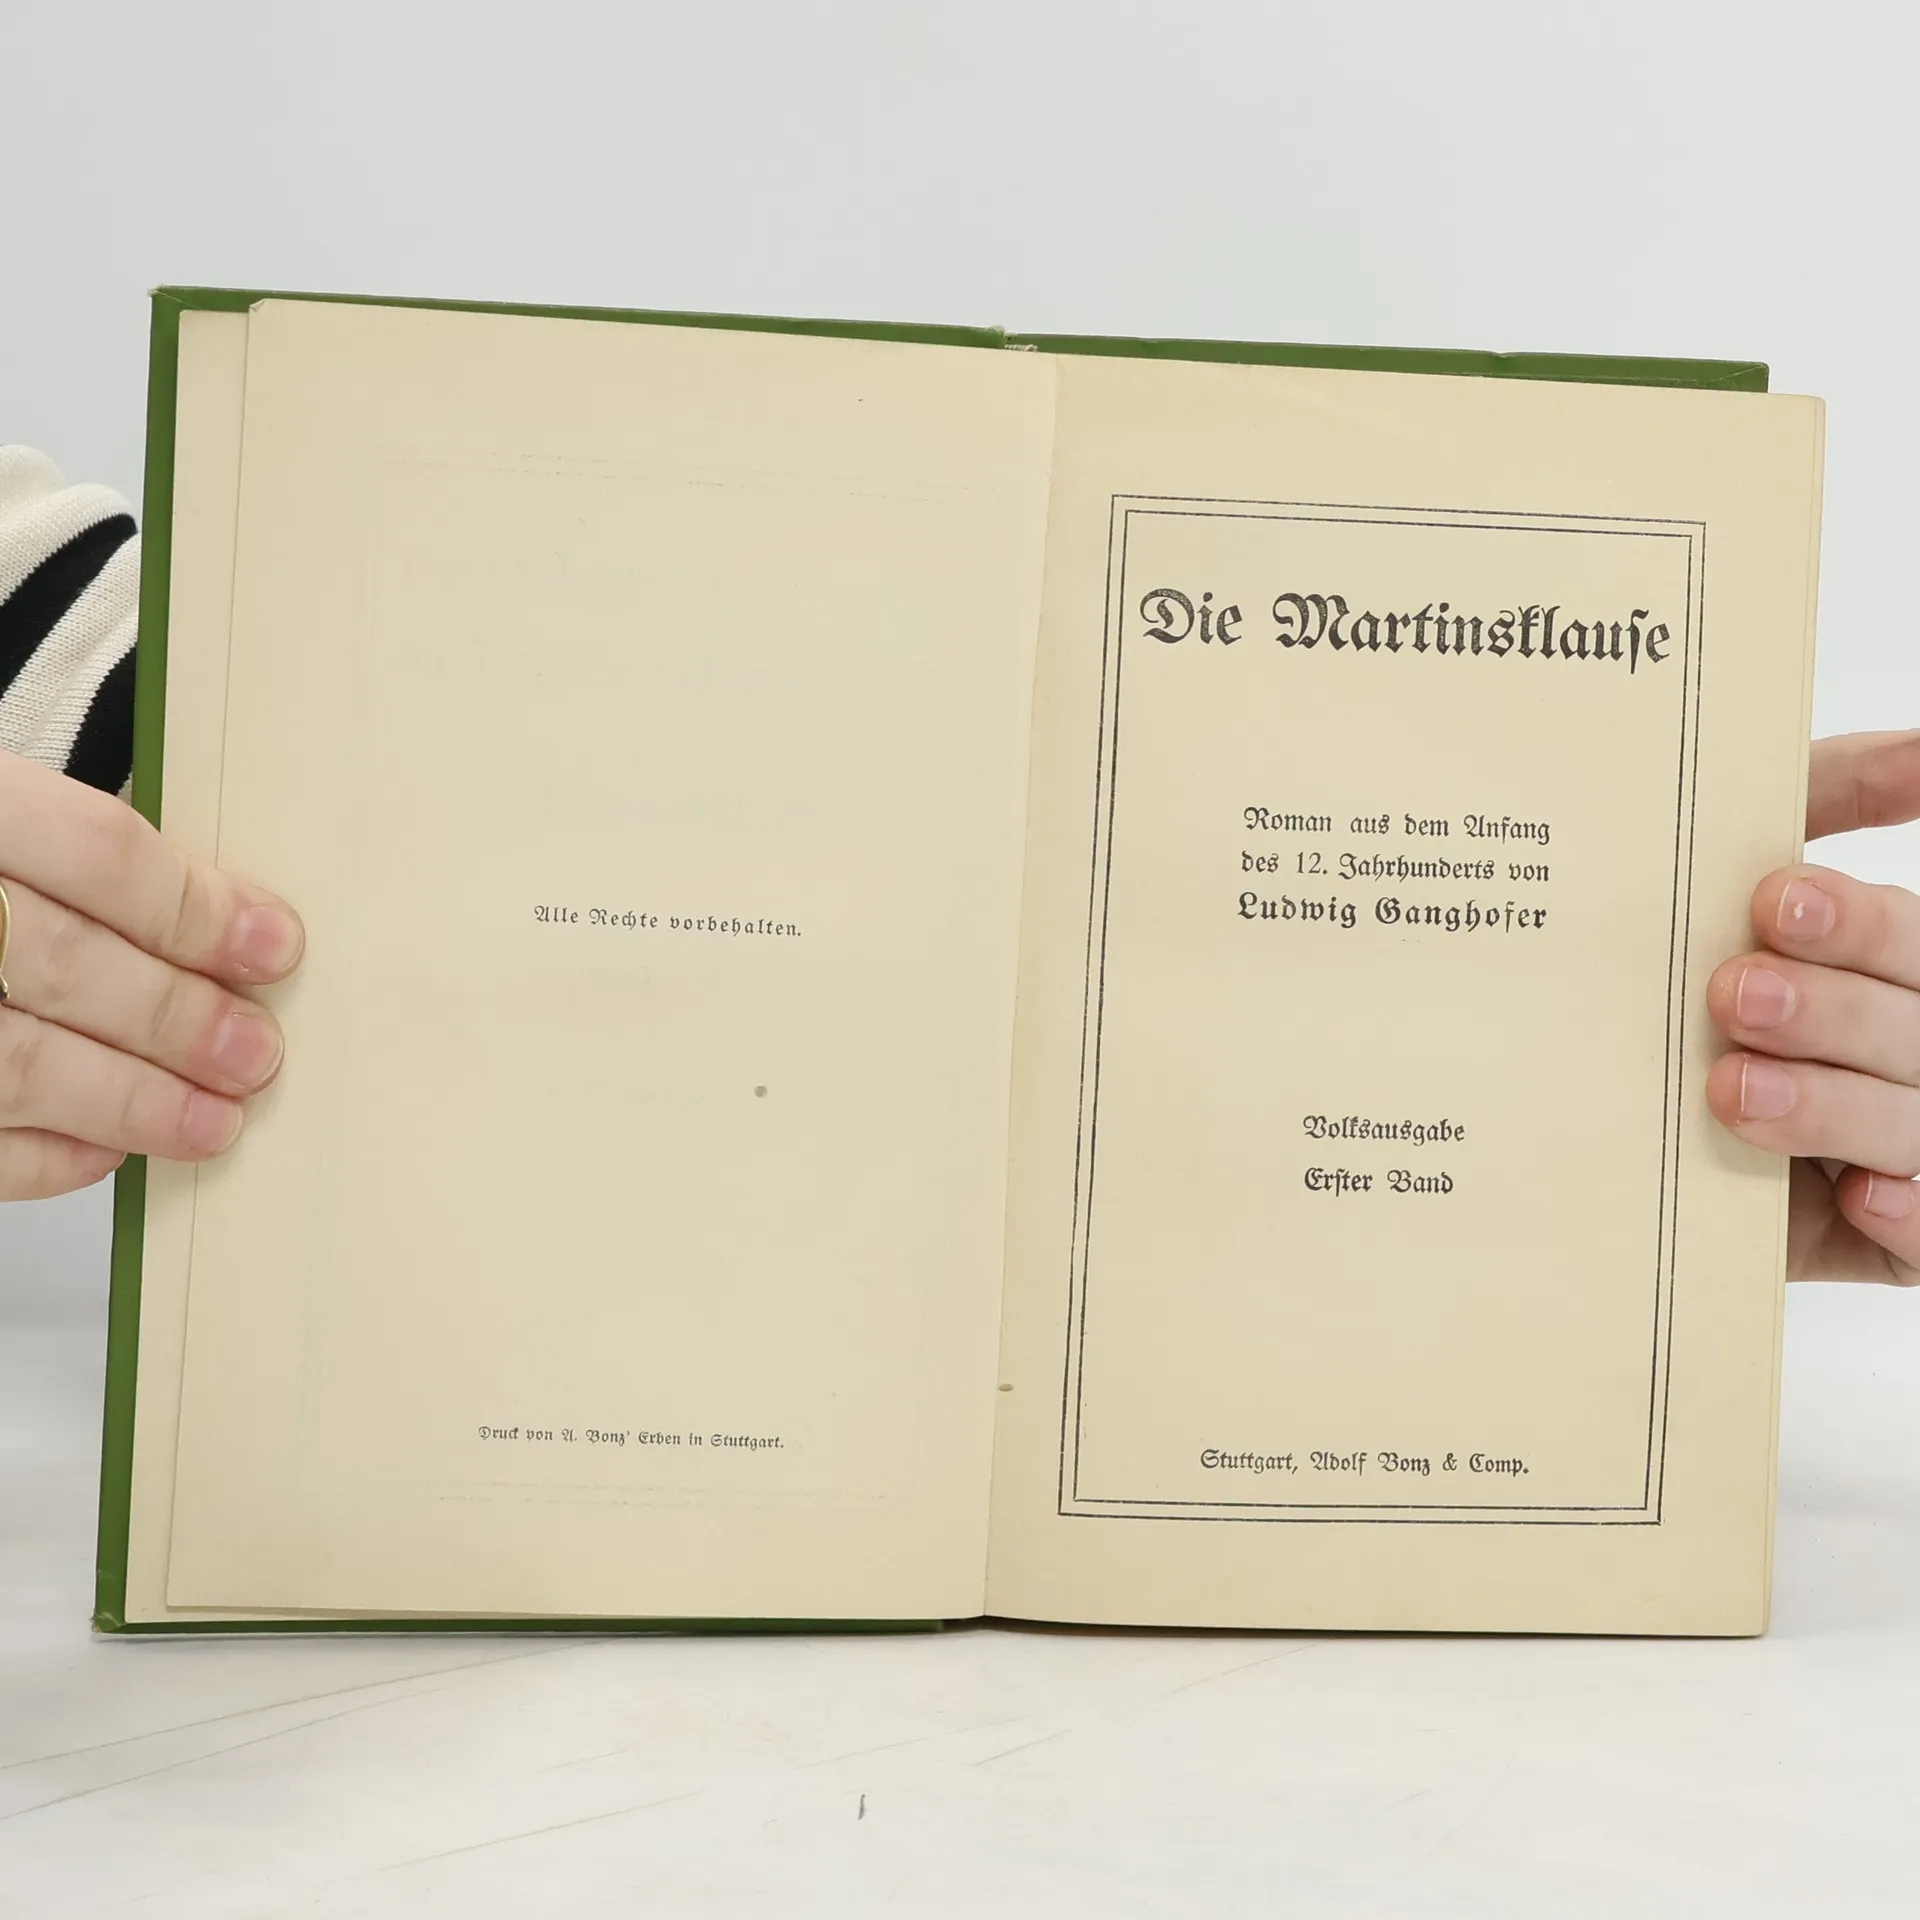 Alle Rechte vorbehalten.
Druck von A. Bonz' Erben in Stuttgart.
Die Martinsklauſe
Roman aus dem Anfang
des 12. Jahrhunderts von
Ludwig Ganghofer
Volksausgabe
Erſter Band
Stuttgart, Adolf Bonz & Comp.